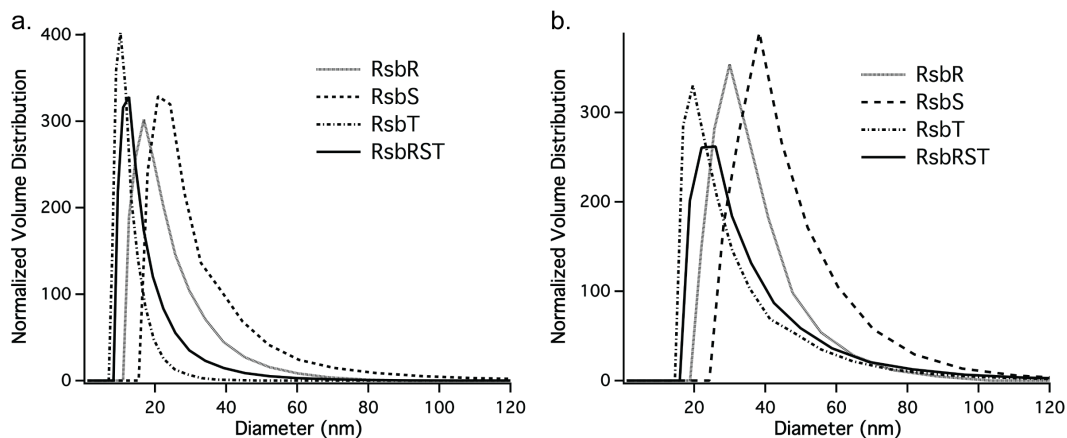 a.
Normalized Volume Distribution
400
300
200
100
0
20
40
60
80
100
120
Diameter (nm)
RsbR
RsbS
RsbT
RsbRST
b.
Normalized Volume Distribution
300
200
100
0
20
40
60
80
100
120
Diameter (nm)
RsbR
RsbS
RsbT
RsbRST